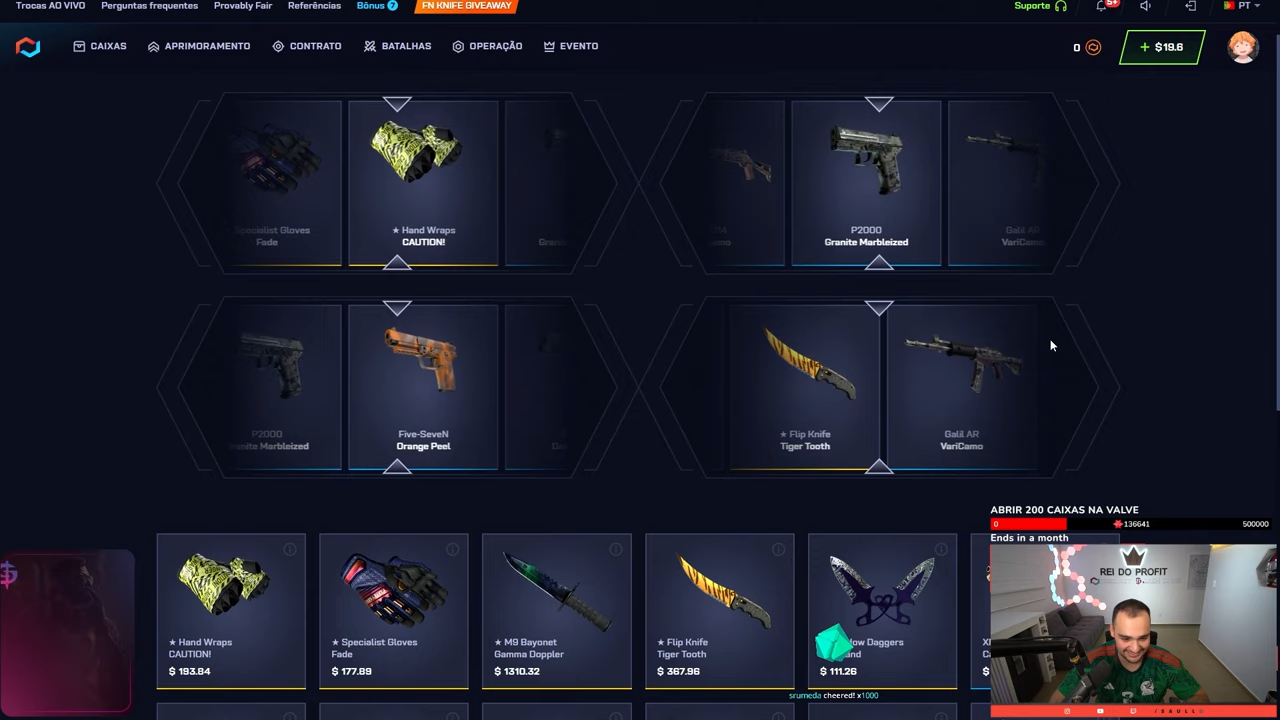 Trocas AO VIVO Perguntas frequentes Provably Fair Referências Bônus 7 FN KNIFE GIVEAWAY Suporte 5+ PT
CAIXAS APRIMORAMENTO CONTRATO BATALHAS OPERAÇÃO EVENTO 0 + $19.6
Specialist Gloves
Fade
★ Hand Wraps
CAUTION!
P2000
Granite Marbleized
Galil AR
VariCamo
P2000
Marbleized
Five-SeveN
Orange Peel
★ Flip Knife
Tiger Tooth
Galil AR
VariCamo
ABRIR 200 CAIXAS NA VALVE
0 136641 500000
Ends in a month
REI DO PROFIT
★ Hand Wraps
CAUTION!
$ 193.84
★ Specialist Gloves
Fade
$ 177.89
★ M9 Bayonet
Gamma Doppler
$ 1310.32
★ Flip Knife
Tiger Tooth
$ 367.96
Daggers
$ 111.26
srumeda cheered! x1000